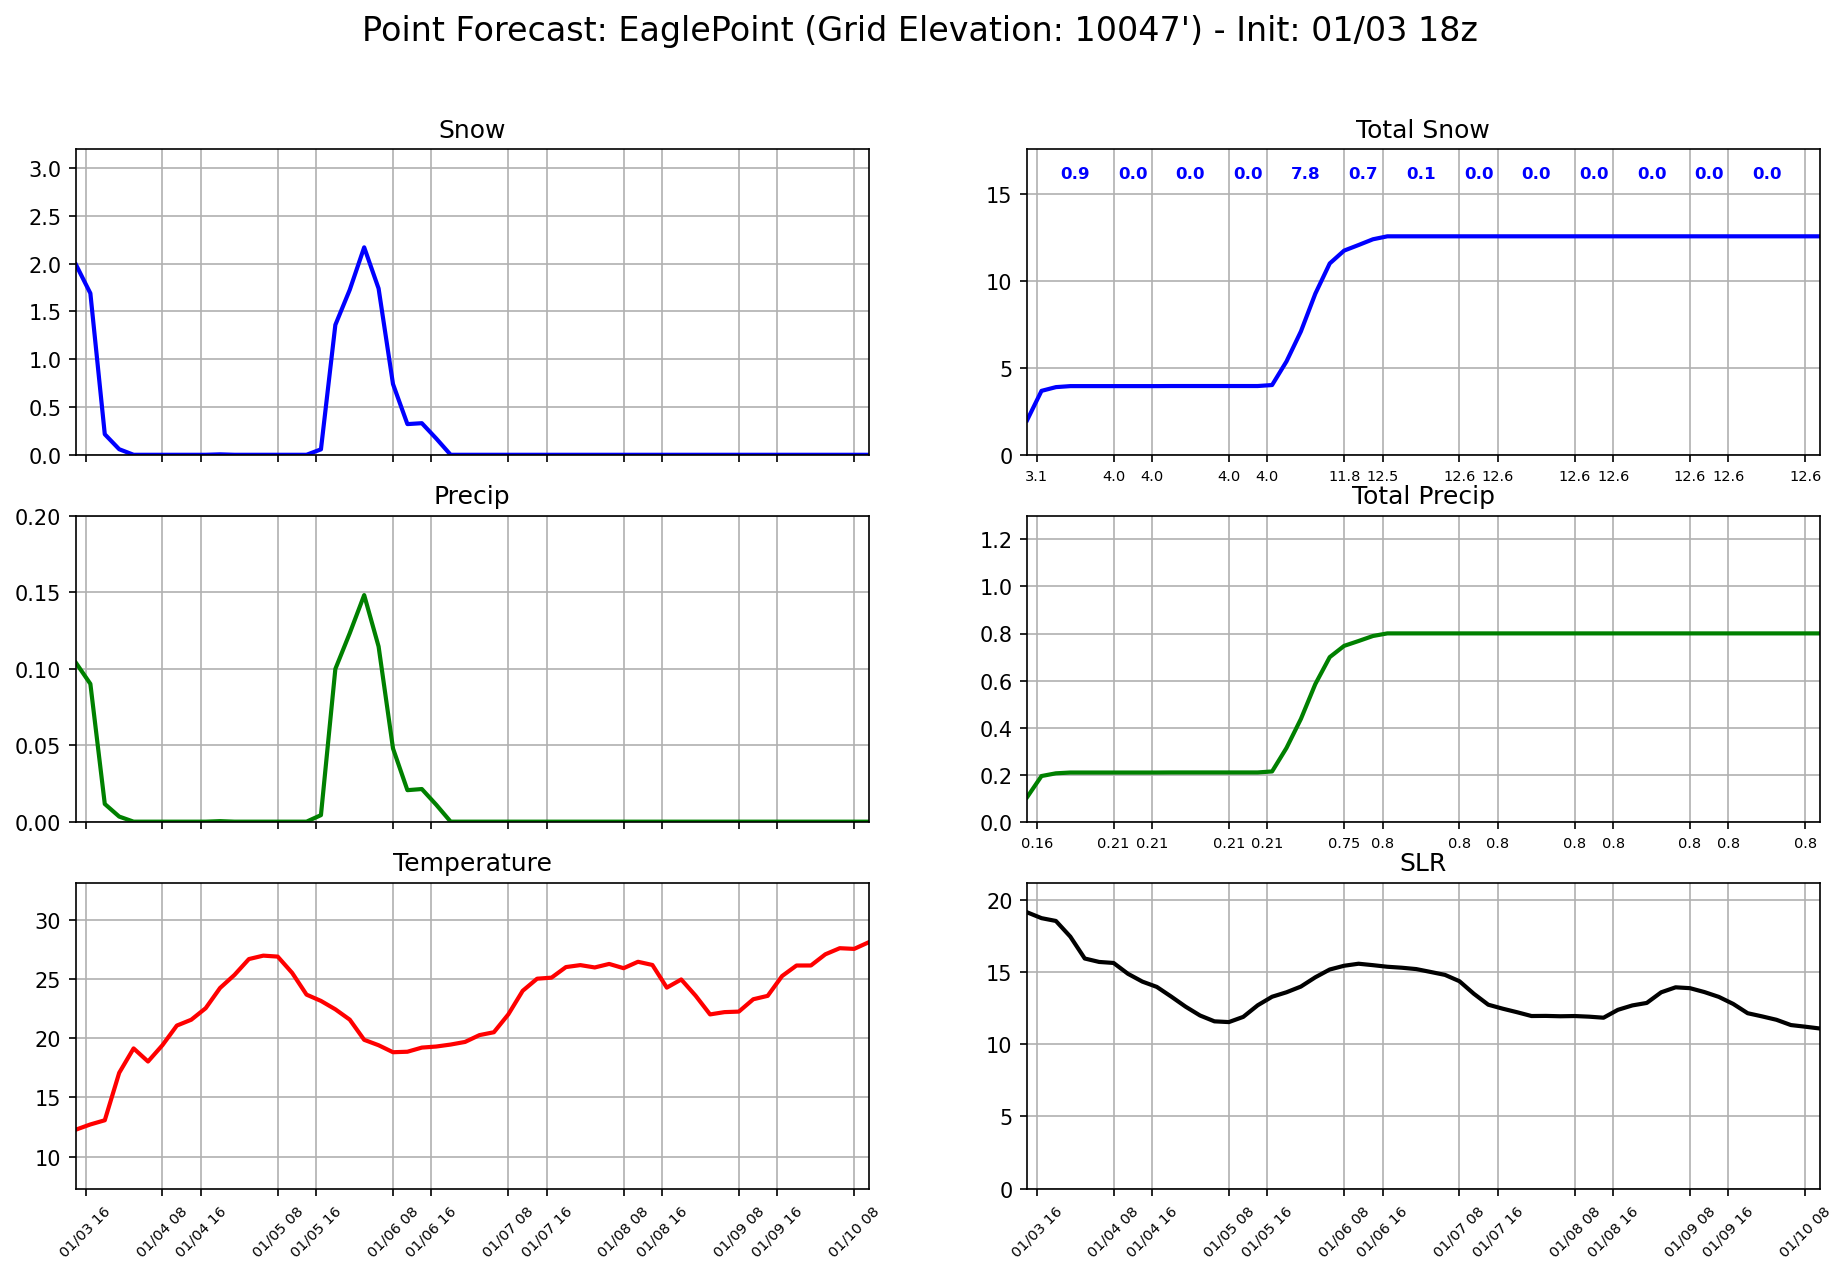 Point Forecast: EaglePoint (Grid Elevation: 10047') - Init: 01/03 18z
Snow
3.0
2.5
2.0
1.5
1.0
0.5
0.0
Total Snow
0.9 0.0 0.0 0.0 7.8 0.7 0.1 0.0 0.0 0.0 0.0 0.0 0.0
15
10
5
0
3.1 4.0 4.0 4.0 4.0 11.8 12.5 12.6 12.6 12.6 12.6 12.6 12.6 12.6
Precip
0.20
0.15
0.10
0.05
0.00
Total Precip
1.2
1.0
0.8
0.6
0.4
0.2
0.0
0.16 0.21 0.21 0.21 0.21 0.75 0.8 0.8 0.8 0.8 0.8 0.8 0.8 0.8
Temperature
30
25
20
15
10
01/03 16 01/04 08 01/04 16 01/05 08 01/05 16 01/06 08 01/06 16 01/07 08 01/07 16 01/08 08 01/08 16 01/09 08 01/09 16 01/10 08
SLR
20
15
10
5
0
01/03 16 01/04 08 01/04 16 01/05 08 01/05 16 01/06 08 01/06 16 01/07 08 01/07 16 01/08 08 01/08 16 01/09 08 01/09 16 01/10 08